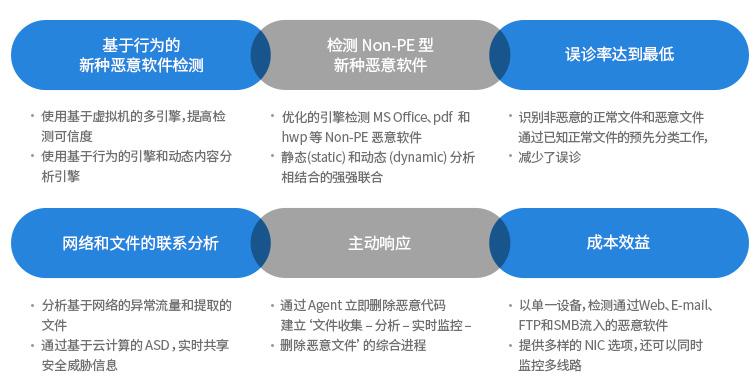 基于行为的
新种恶意软件检测
检测 Non-PE 型
新种恶意软件
误诊率达到最低
• 使用基于虚拟机的多引擎,提高检
测可信度
• 使用基于行为的引擎和动态内容分
析引擎
• 优化的引擎检测 MS Office、pdf 和
hwp 等 Non-PE 恶意软件
• 静态(static) 和动态 (dynamic) 分析
相结合的强强联合
• 识别非恶意的正常文件和恶意文件
通过已知正常文件的预先分类工作,
• 减少了误诊
网络和文件的联系分析
主动响应
成本效益
• 分析基于网络的异常流量和提取的
文件
• 通过基于云计算的 ASD , 实时共享
安全威胁信息
• 通过 Agent 立即删除恶意代码
建立 ‘文件收集 – 分析 – 实时监控 –
• 删除恶意文件’ 的综合进程
• 以单一设备, 检测通过Web、E-mail、
FTP和SMB流入的恶意软件
• 提供多样的 NIC 选项, 还可以同时
监控多线路